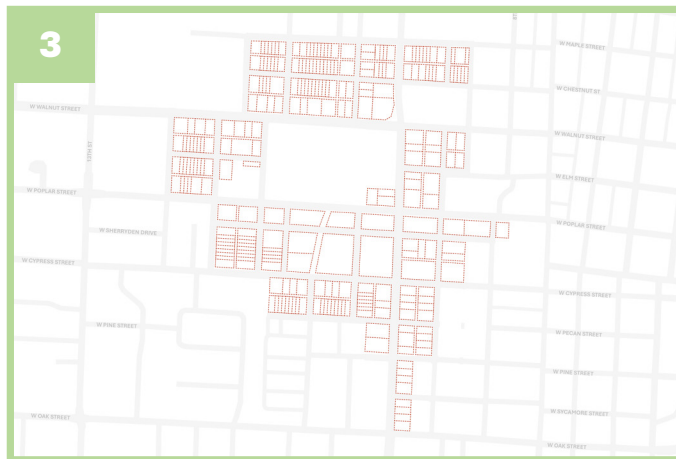 3
W MAPLE STREET
W CHESTNUT ST.
W WALNUT STREET
W WALNUT STREET
W ELM STREET
W POPLAR STREET
W POPLAR STREET
W SHERRYDEN DRIVE
W CYPRESS STREET
W CYPRESS STREET
W PINE STREET
W PECAN STREET
W PINE STREET
W SYCAMORE STREET
W OAK STREET
W OAK STREET